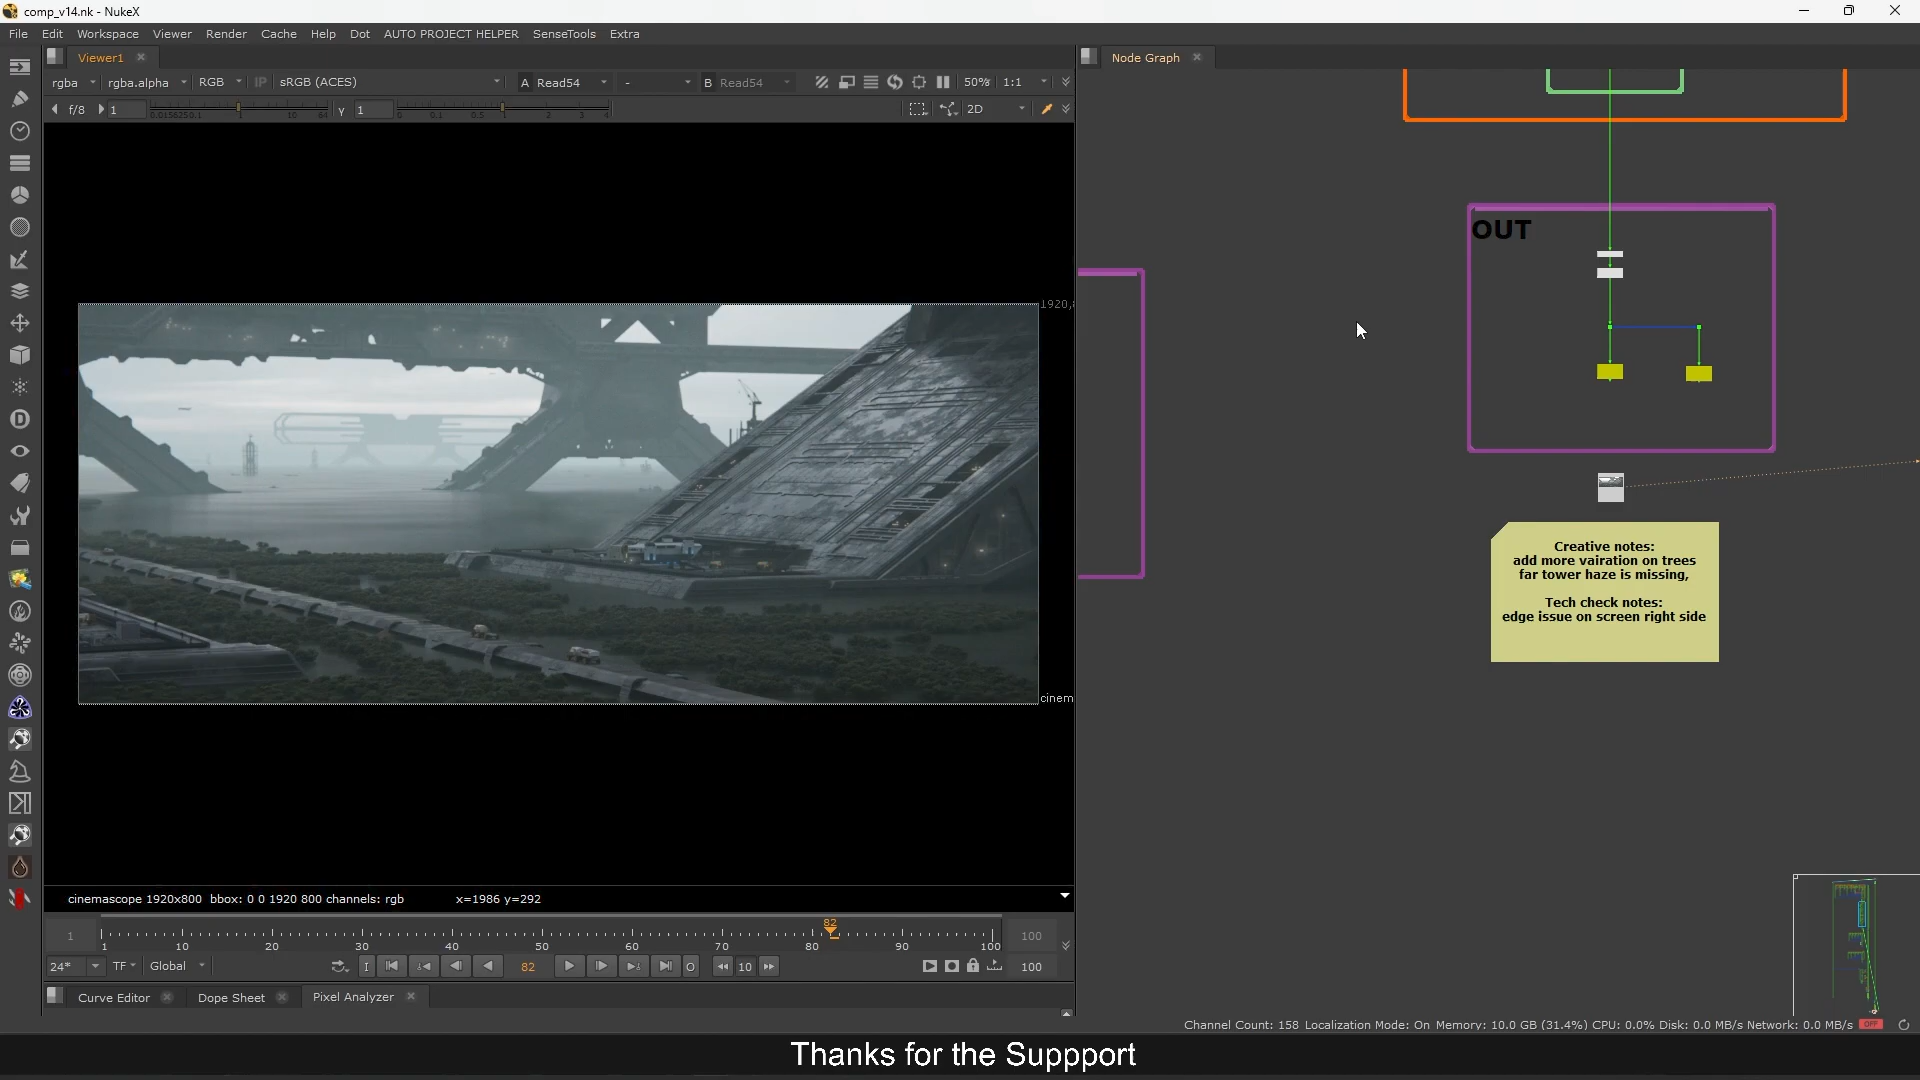 comp_v14.nk - NukeX
File Edit Workspace Viewer Render Cache Help Dot AUTO PROJECT HELPER SenseTools Extra
Viewer1
rgba rgba.alpha RGB IP sRGB (ACES) A Read54 - B Read54 50% 1:1
f/8 1 γ 1 2D
Node Graph
OUT
1920,
cinem
Creative notes:
add more vairation on trees
far tower haze is missing,
Tech check notes:
edge issue on screen right side
cinemascope 1920x800 bbox: 0 0 1920 800 channels: rgb x=1986 y=292
1 82 100
1 10 20 30 40 50 60 70 80 90 100
24* TF Global I 82 O 10 100
Curve Editor Dope Sheet Pixel Analyzer
Channel Count: 158 Localization Mode: On Memory: 10.0 GB (31.4%) CPU: 0.0% Disk: 0.0 MB/s Network: 0.0 MB/s OFF
Thanks for the Suppport